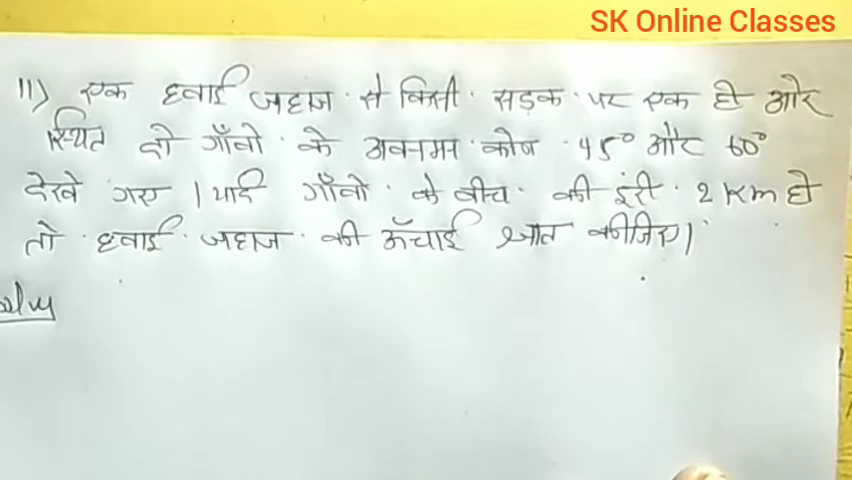 SK Online Classes
11) एक हवाई जहाज से किसी सड़क पर एक ही ओर
स्थित दो गाँवो के अवनमन कोण 45° और 60°
देखे गए । यदि गाँवो के बीच की दूरी 2 Km हो
तो हवाई जहाज की ऊँचाई ज्ञात कीजिए।